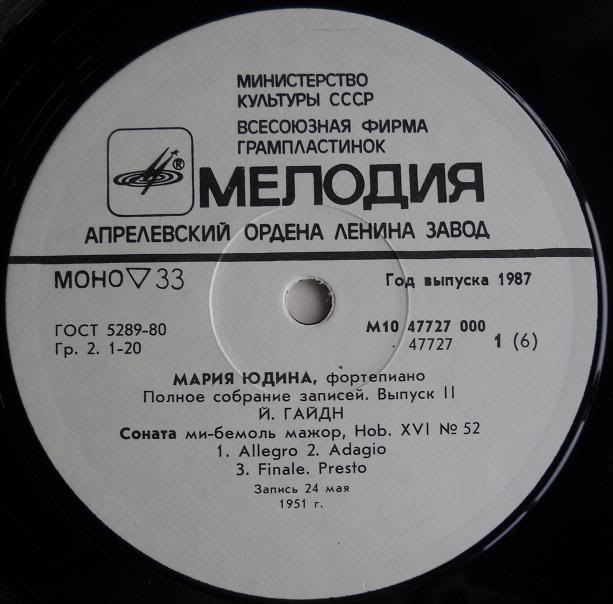 МИНИСТЕРСТВО
КУЛЬТУРЫ СССР
ВСЕСОЮЗНАЯ ФИРМА
ГРАМПЛАСТИНОК
®
МЕЛОДИЯ
АПРЕЛЕВСКИЙ ОРДЕНА ЛЕНИНА ЗАВОД
МОНО ▽ 33 Год выпуска 1987
ГОСТ 5289-80 М10 47727 000
Гр. 2. 1-20 47727 1 (6)
МАРИЯ ЮДИНА, фортепиано
Полное собрание записей. Выпуск II
Й. ГАЙДН
Соната ми-бемоль мажор, Hob. XVI № 52
1. Allegro 2. Adagio
3. Finale. Presto
Запись 24 мая
1951 г.